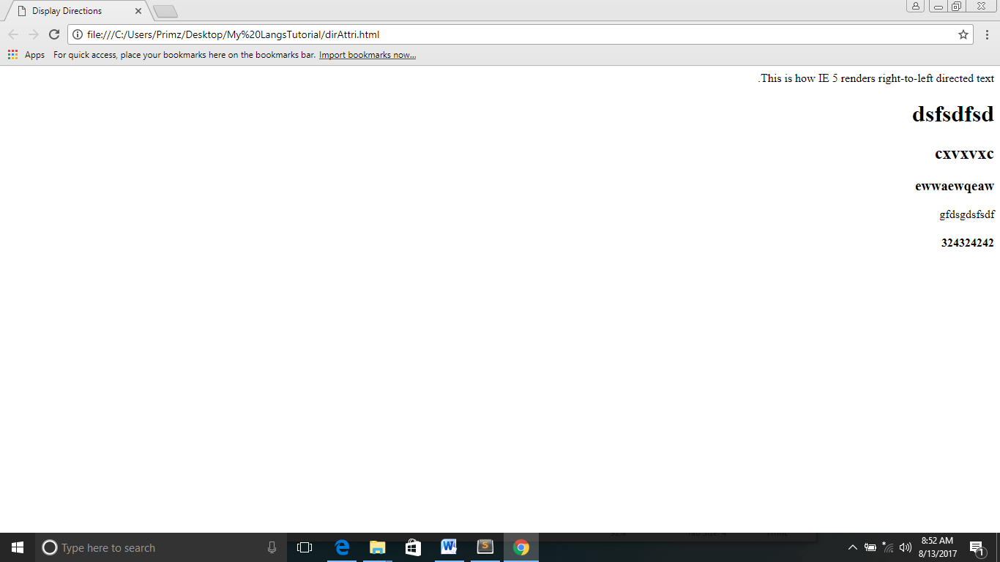 Display Directions
file:///C:/Users/Primz/Desktop/My%20LangsTutorial/dirAttri.html
Apps For quick access, place your bookmarks here on the bookmarks bar. Import bookmarks now...
.This is how IE 5 renders right-to-left directed text
dsfsdfsd
cxvxvxc
ewwaewqeaw
gfdsgdsfsdf
324324242
Type here to search
8:52 AM
8/13/2017
1